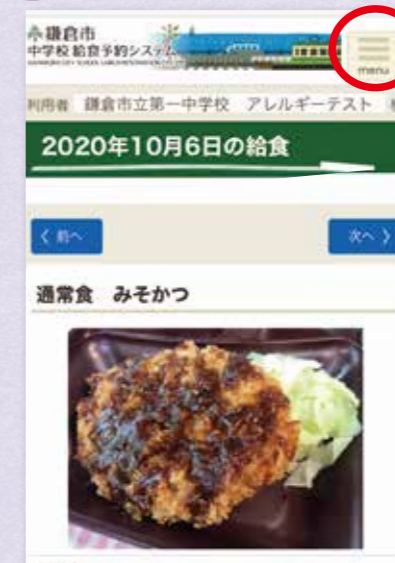 鎌倉市
中学校 給食予約システム
menu
利用者 鎌倉市立第一中学校 アレルギーテスト
2020年10月6日の給食
く 前へ
次へ 〉
通常食 みそかつ